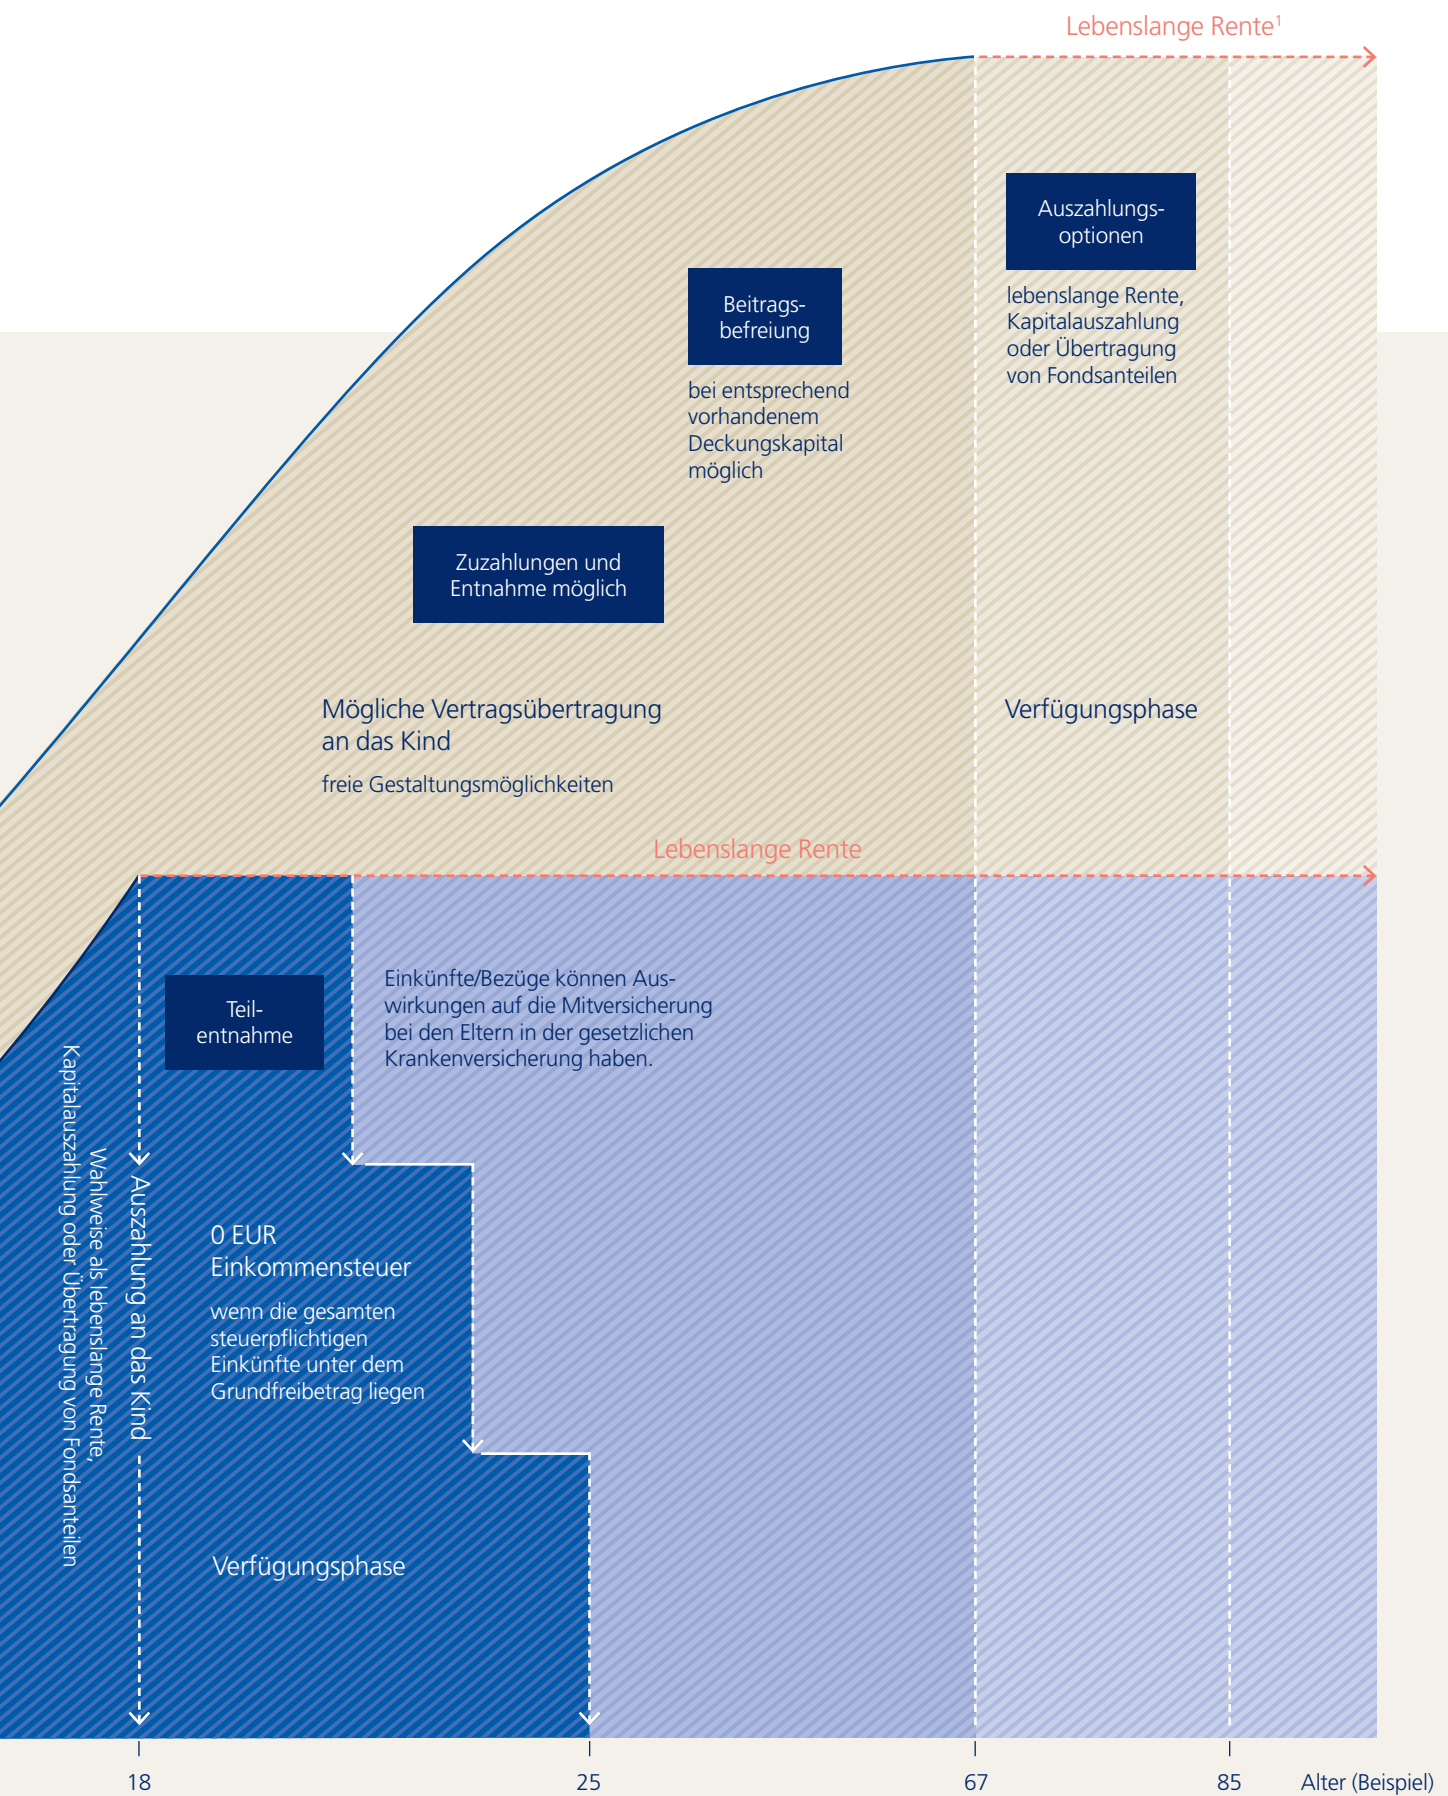 Lebenslange Rente¹
Auszahlungs-
optionen
lebenslange Rente,
Kapitalauszahlung
oder Übertragung
von Fondsanteilen
Beitrags-
befreiung
bei entsprechend
vorhandenem
Deckungskapital
möglich
Zuzahlungen und
Entnahme möglich
Mögliche Vertragsübertragung
an das Kind
freie Gestaltungsmöglichkeiten
Verfügungsphase
Lebenslange Rente
Teil-
entnahme
Einkünfte/Bezüge können Aus-
wirkungen auf die Mitversicherung
bei den Eltern in der gesetzlichen
Krankenversicherung haben.
Auszahlung an das Kind
Wahlweise als lebenslange Rente,
Kapitalauszahlung oder Übertragung von Fondsanteilen
0 EUR
Einkommensteuer
wenn die gesamten
steuerpflichtigen
Einkünfte unter dem
Grundfreibetrag liegen
Verfügungsphase
18 25 67 85 Alter (Beispiel)